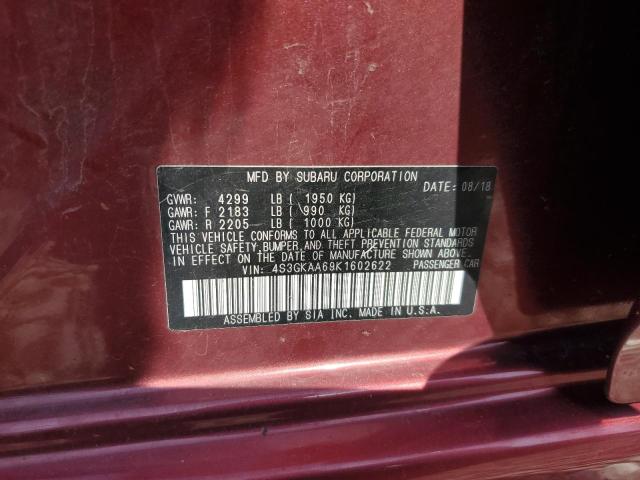 MFD BY SUBARU CORPORATION
DATE: 08/18
GVWR: 4299 LB ( 1950 KG)
GAWR: F 2183 LB ( 990 KG)
GAWR: R 2205 LB ( 1000 KG)
THIS VEHICLE CONFORMS TO ALL APPLICABLE FEDERAL MOTOR
VEHICLE SAFETY,BUMPER,AND THEFT PREVENTION STANDARDS
IN EFFECT ON THE DATE OF MANUFACTURE SHOWN ABOVE.
VIN: 4S3GKAA69K1602622 PASSENGER CAR
ASSEMBLED BY SIA INC. MADE IN U.S.A.